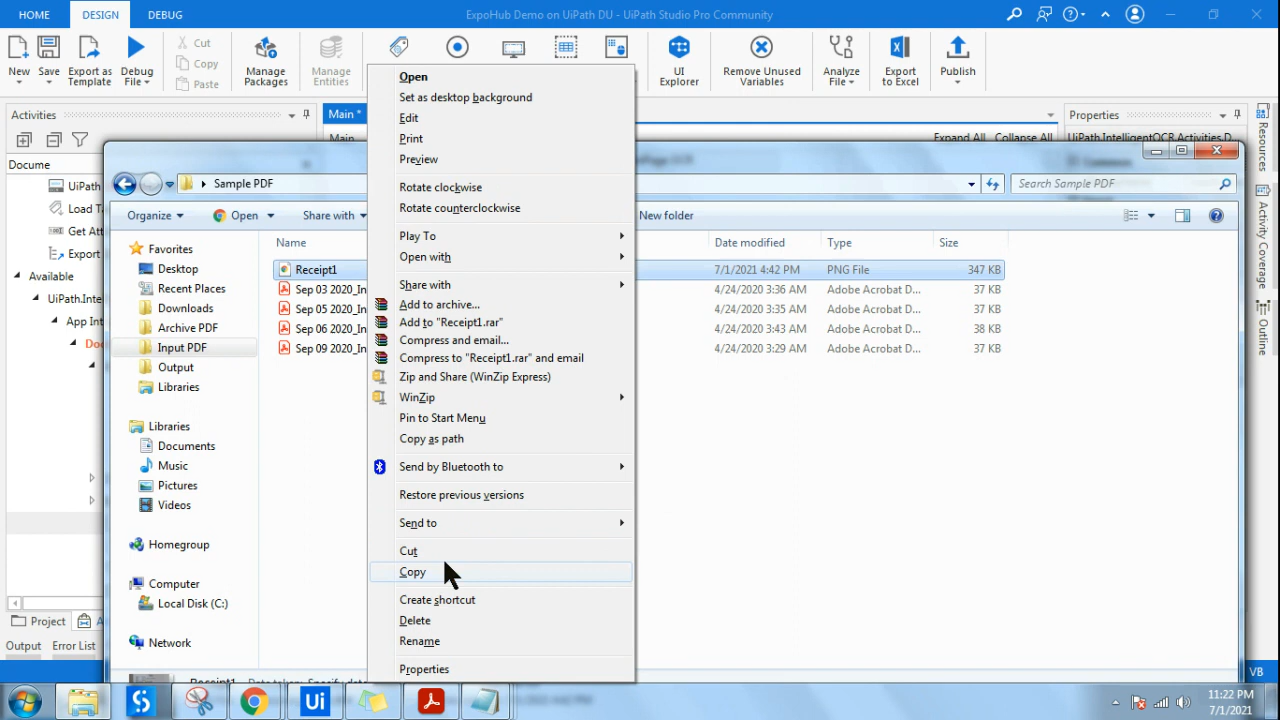 HOME
DESIGN
DEBUG
ExpoHub Demo on UiPath DU - UiPath Studio Pro Community
New
Save
Export as
Template
Debug
File
Cut
Copy
Paste
Manage
Packages
Manage
Entities
UI
Explorer
Remove Unused
Variables
Analyze
File
Export
to Excel
Publish
Activities
Main *
Properties
Main
Expand All
Collapse All
UiPath.IntelligentOCR.Activities.D
Docume
UiPath
Load T
Get Att
Export
Available
UiPath.Inte
App Int
Do
Project
Output
Error List
Resources
Activity Coverage
Outline
VB
Sample PDF
Search Sample PDF
Organize
Open
Share with
New folder
Favorites
Desktop
Recent Places
Downloads
Archive PDF
Input PDF
Output
Libraries
Libraries
Documents
Music
Pictures
Videos
Homegroup
Computer
Local Disk (C:)
Network
Name
Date modified
Type
Size
Receipt1
7/1/2021 4:42 PM
PNG File
347 KB
Sep 03 2020_In
4/24/2020 3:36 AM
Adobe Acrobat D...
37 KB
Sep 05 2020_In
4/24/2020 3:35 AM
Adobe Acrobat D...
37 KB
Sep 06 2020_In
4/24/2020 3:43 AM
Adobe Acrobat D...
38 KB
Sep 09 2020_In
4/24/2020 3:29 AM
Adobe Acrobat D...
37 KB
Open
Set as desktop background
Edit
Print
Preview
Rotate clockwise
Rotate counterclockwise
Play To
Open with
Share with
Add to archive...
Add to "Receipt1.rar"
Compress and email...
Compress to "Receipt1.rar" and email
Zip and Share (WinZip Express)
WinZip
Pin to Start Menu
Copy as path
Send by Bluetooth to
Restore previous versions
Send to
Cut
Copy
Create shortcut
Delete
Rename
Properties
Ui
11:22 PM
7/1/2021